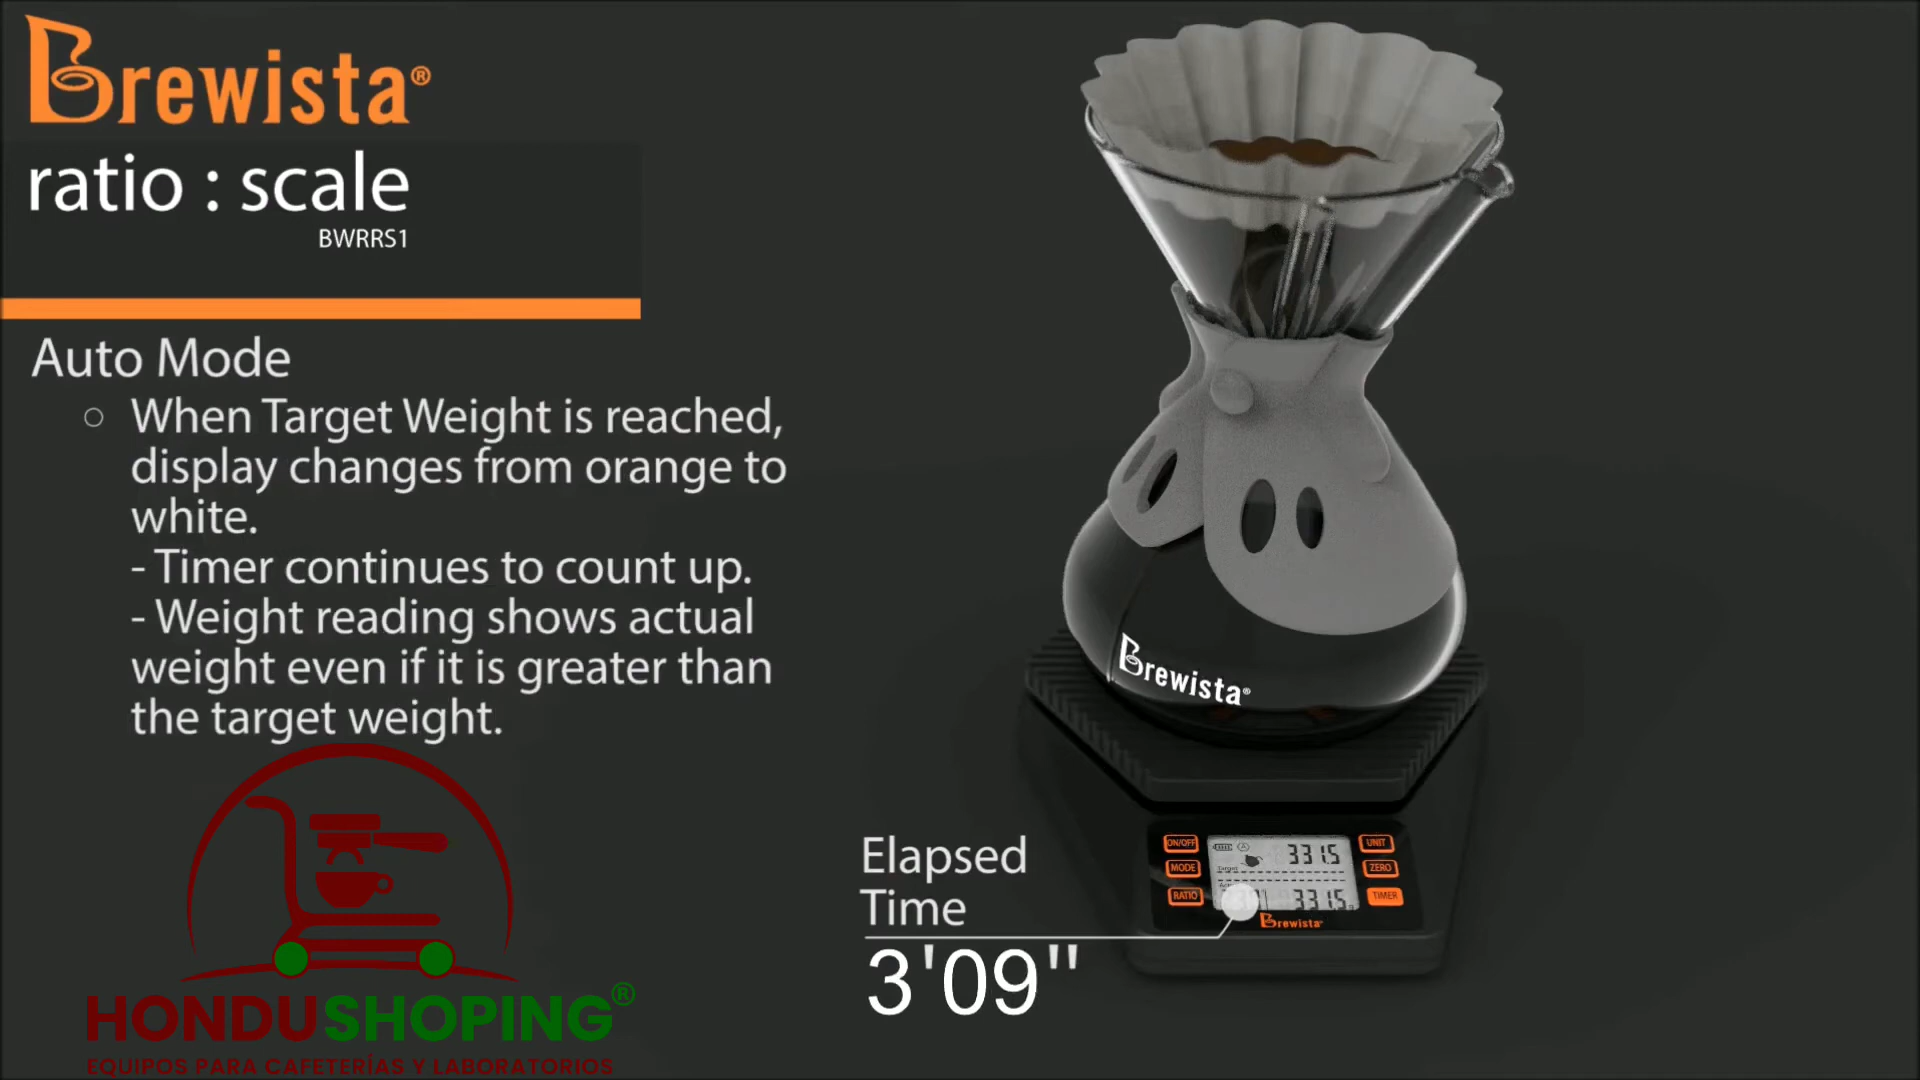 Brewista®
ratio : scale
BWRRS1
Auto Mode
○ When Target Weight is reached,
display changes from orange to
white.
- Timer continues to count up.
- Weight reading shows actual
weight even if it is greater than
the target weight.
Brewista®
ON/OFF
UNIT
MODE
ZERO
RATIO
TIMER
Target
331.5
331.5g
Brewista
Elapsed
Time
3'09"
HONDUSHOPING®
EQUIPOS PARA CAFETERÍAS Y LABORATORIOS